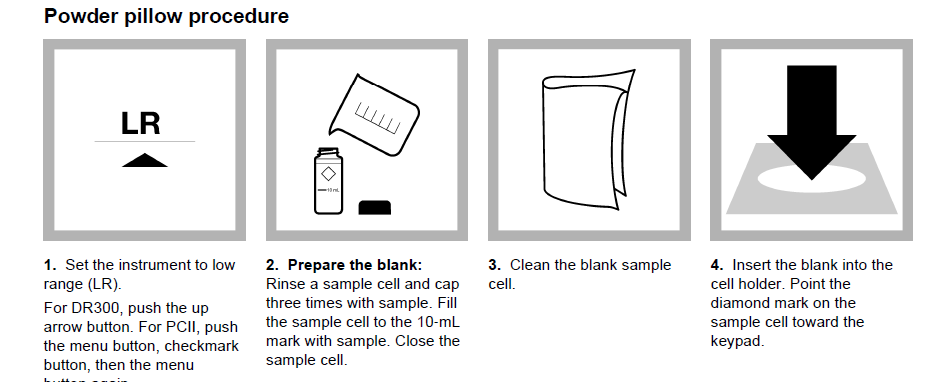 Powder pillow procedure
LR
10 mL
1. Set the instrument to low
range (LR).
For DR300, push the up
arrow button. For PCII, push
the menu button, checkmark
button, then the menu
button again.
2. Prepare the blank:
Rinse a sample cell and cap
three times with sample. Fill
the sample cell to the 10-mL
mark with sample. Close the
sample cell.
3. Clean the blank sample
cell.
4. Insert the blank into the
cell holder. Point the
diamond mark on the
sample cell toward the
keypad.